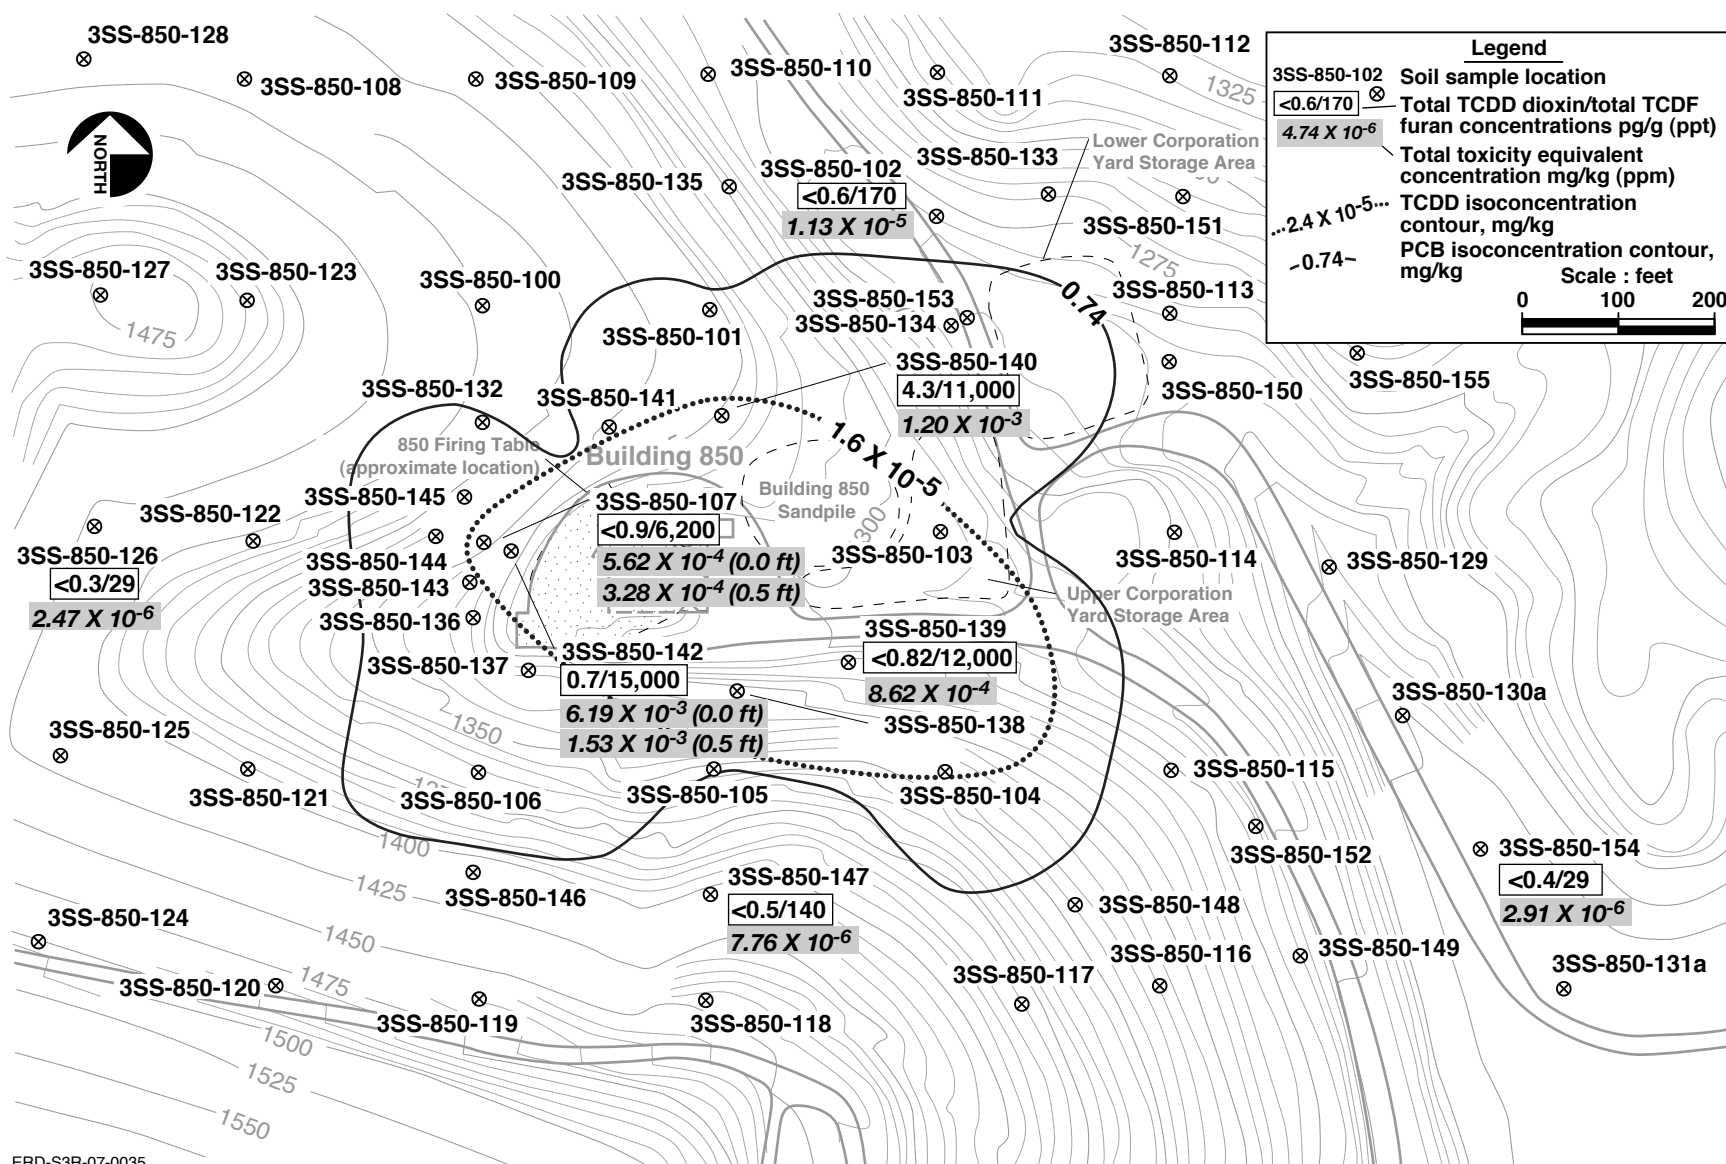 3SS-850-128
3SS-850-108
3SS-850-109
3SS-850-110
3SS-850-111
3SS-850-112
1325
Legend
3SS-850-102
Soil sample location
<0.6/170
Total TCDD dioxin/total TCDF
furan concentrations pg/g (ppt)
4.74 X 10-6
Total toxicity equivalent
concentration mg/kg (ppm)
...2.4 X 10-5...
TCDD isoconcentration
contour, mg/kg
–0.74–
PCB isoconcentration contour,
mg/kg
Scale : feet
0 100 200
NORTH
Lower Corporation
Yard Storage Area
3SS-850-133
3SS-850-102
<0.6/170
1.13 X 10-5
3SS-850-135
3SS-850-151
1275
3SS-850-127
3SS-850-123
3SS-850-100
3SS-850-101
3SS-850-153
3SS-850-134
0.74
3SS-850-113
1475
3SS-850-140
4.3/11,000
1.20 X 10-3
3SS-850-150
3SS-850-155
3SS-850-132
3SS-850-141
850 Firing Table
(approximate location)
Building 850
1.6 X 10-5
Building 850
Sandpile
300
3SS-850-145
3SS-850-107
<0.9/6,200
5.62 X 10-4 (0.0 ft)
3.28 X 10-4 (0.5 ft)
3SS-850-122
3SS-850-126
<0.3/29
2.47 X 10-6
3SS-850-144
3SS-850-143
3SS-850-136
3SS-850-137
3SS-850-103
3SS-850-114
3SS-850-129
Upper Corporation
Yard Storage Area
3SS-850-139
<0.82/12,000
8.62 X 10-4
3SS-850-142
0.7/15,000
6.19 X 10-3 (0.0 ft)
1.53 X 10-3 (0.5 ft)
3SS-850-138
3SS-850-130a
1350
3SS-850-125
3SS-850-121
3SS-850-106
3SS-850-105
3SS-850-104
3SS-850-115
1400
3SS-850-152
3SS-850-154
<0.4/29
2.91 X 10-6
1425
3SS-850-146
3SS-850-147
<0.5/140
7.76 X 10-6
3SS-850-148
3SS-850-124
1450
3SS-850-149
3SS-850-116
3SS-850-117
3SS-850-131a
1475
3SS-850-120
3SS-850-119
3SS-850-118
1500
1525
1550
ERD-S3R-07-0035